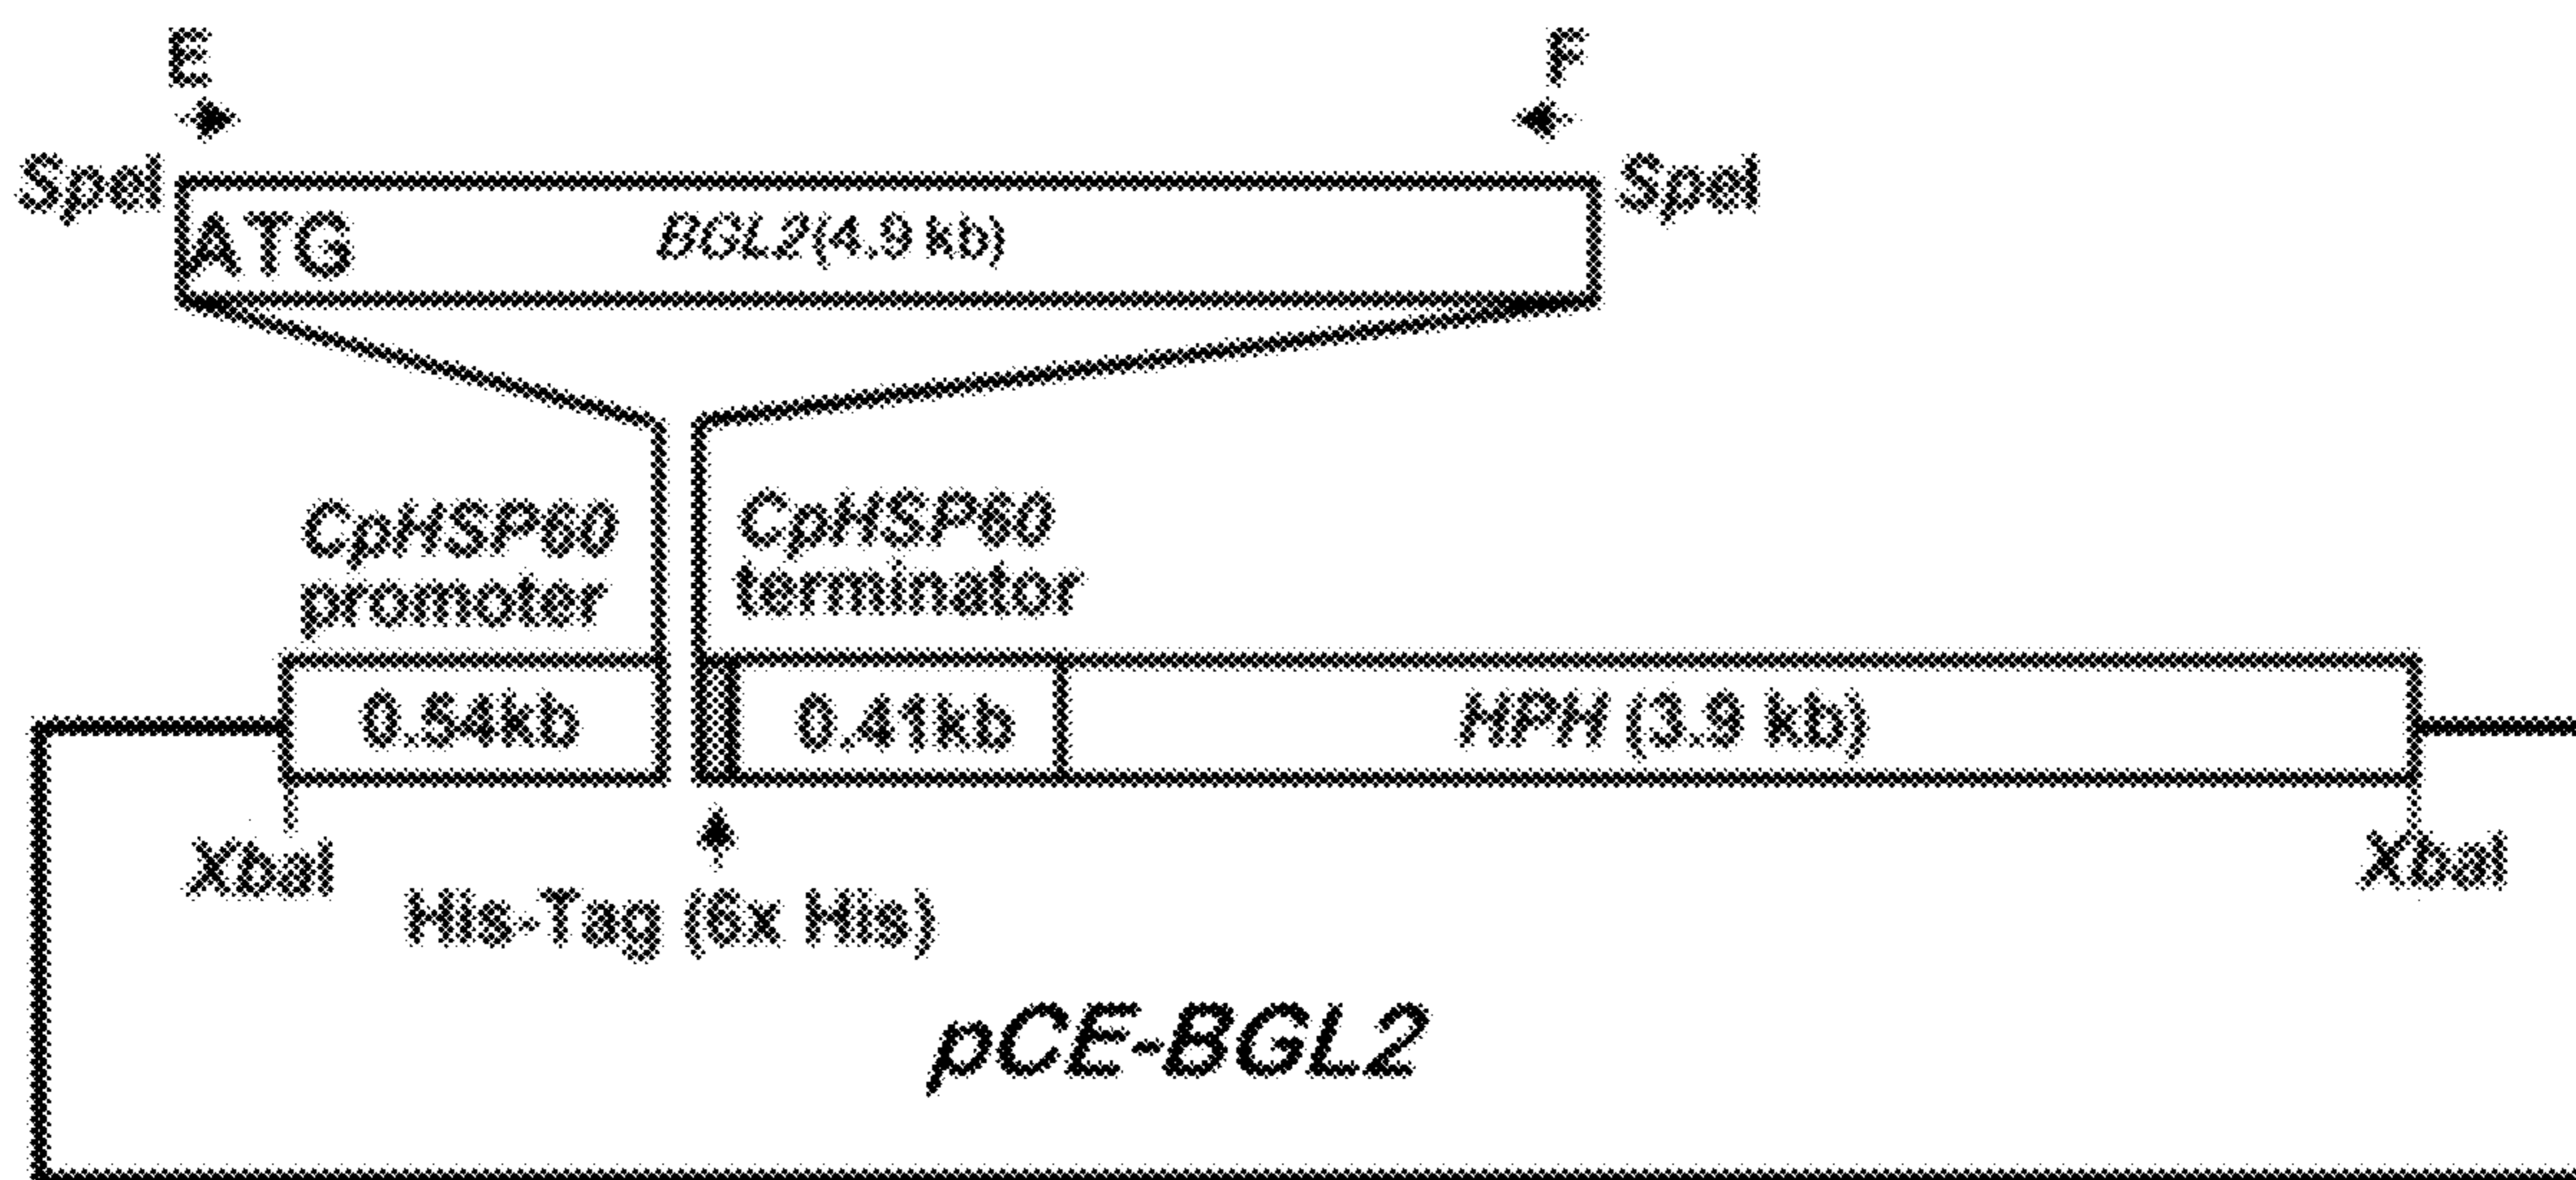 E
F
SpeI
SpeI
ATG
BGL2(4.9 kb)
CpHSP60
promoter
CpHSP60
terminator
0.54kb
0.41kb
HPH (3.9 kb)
XbaI
XbaI
His-Tag (6x His)
pCE-BGL2